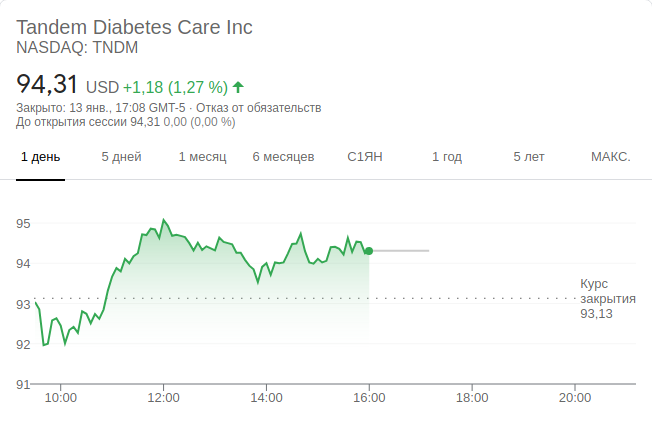 Tandem Diabetes Care Inc
NASDAQ: TNDM
94,31 USD +1,18 (1,27 %)
Закрыто: 13 янв., 17:08 GMT-5 · Отказ от обязательств
До открытия сессии 94,31 0,00 (0,00 %)
1 день 5 дней 1 месяц 6 месяцев С1ЯН 1 год 5 лет МАКС.
95
94
93
92
91
Курс
закрытия
93,13
10:00 12:00 14:00 16:00 18:00 20:00